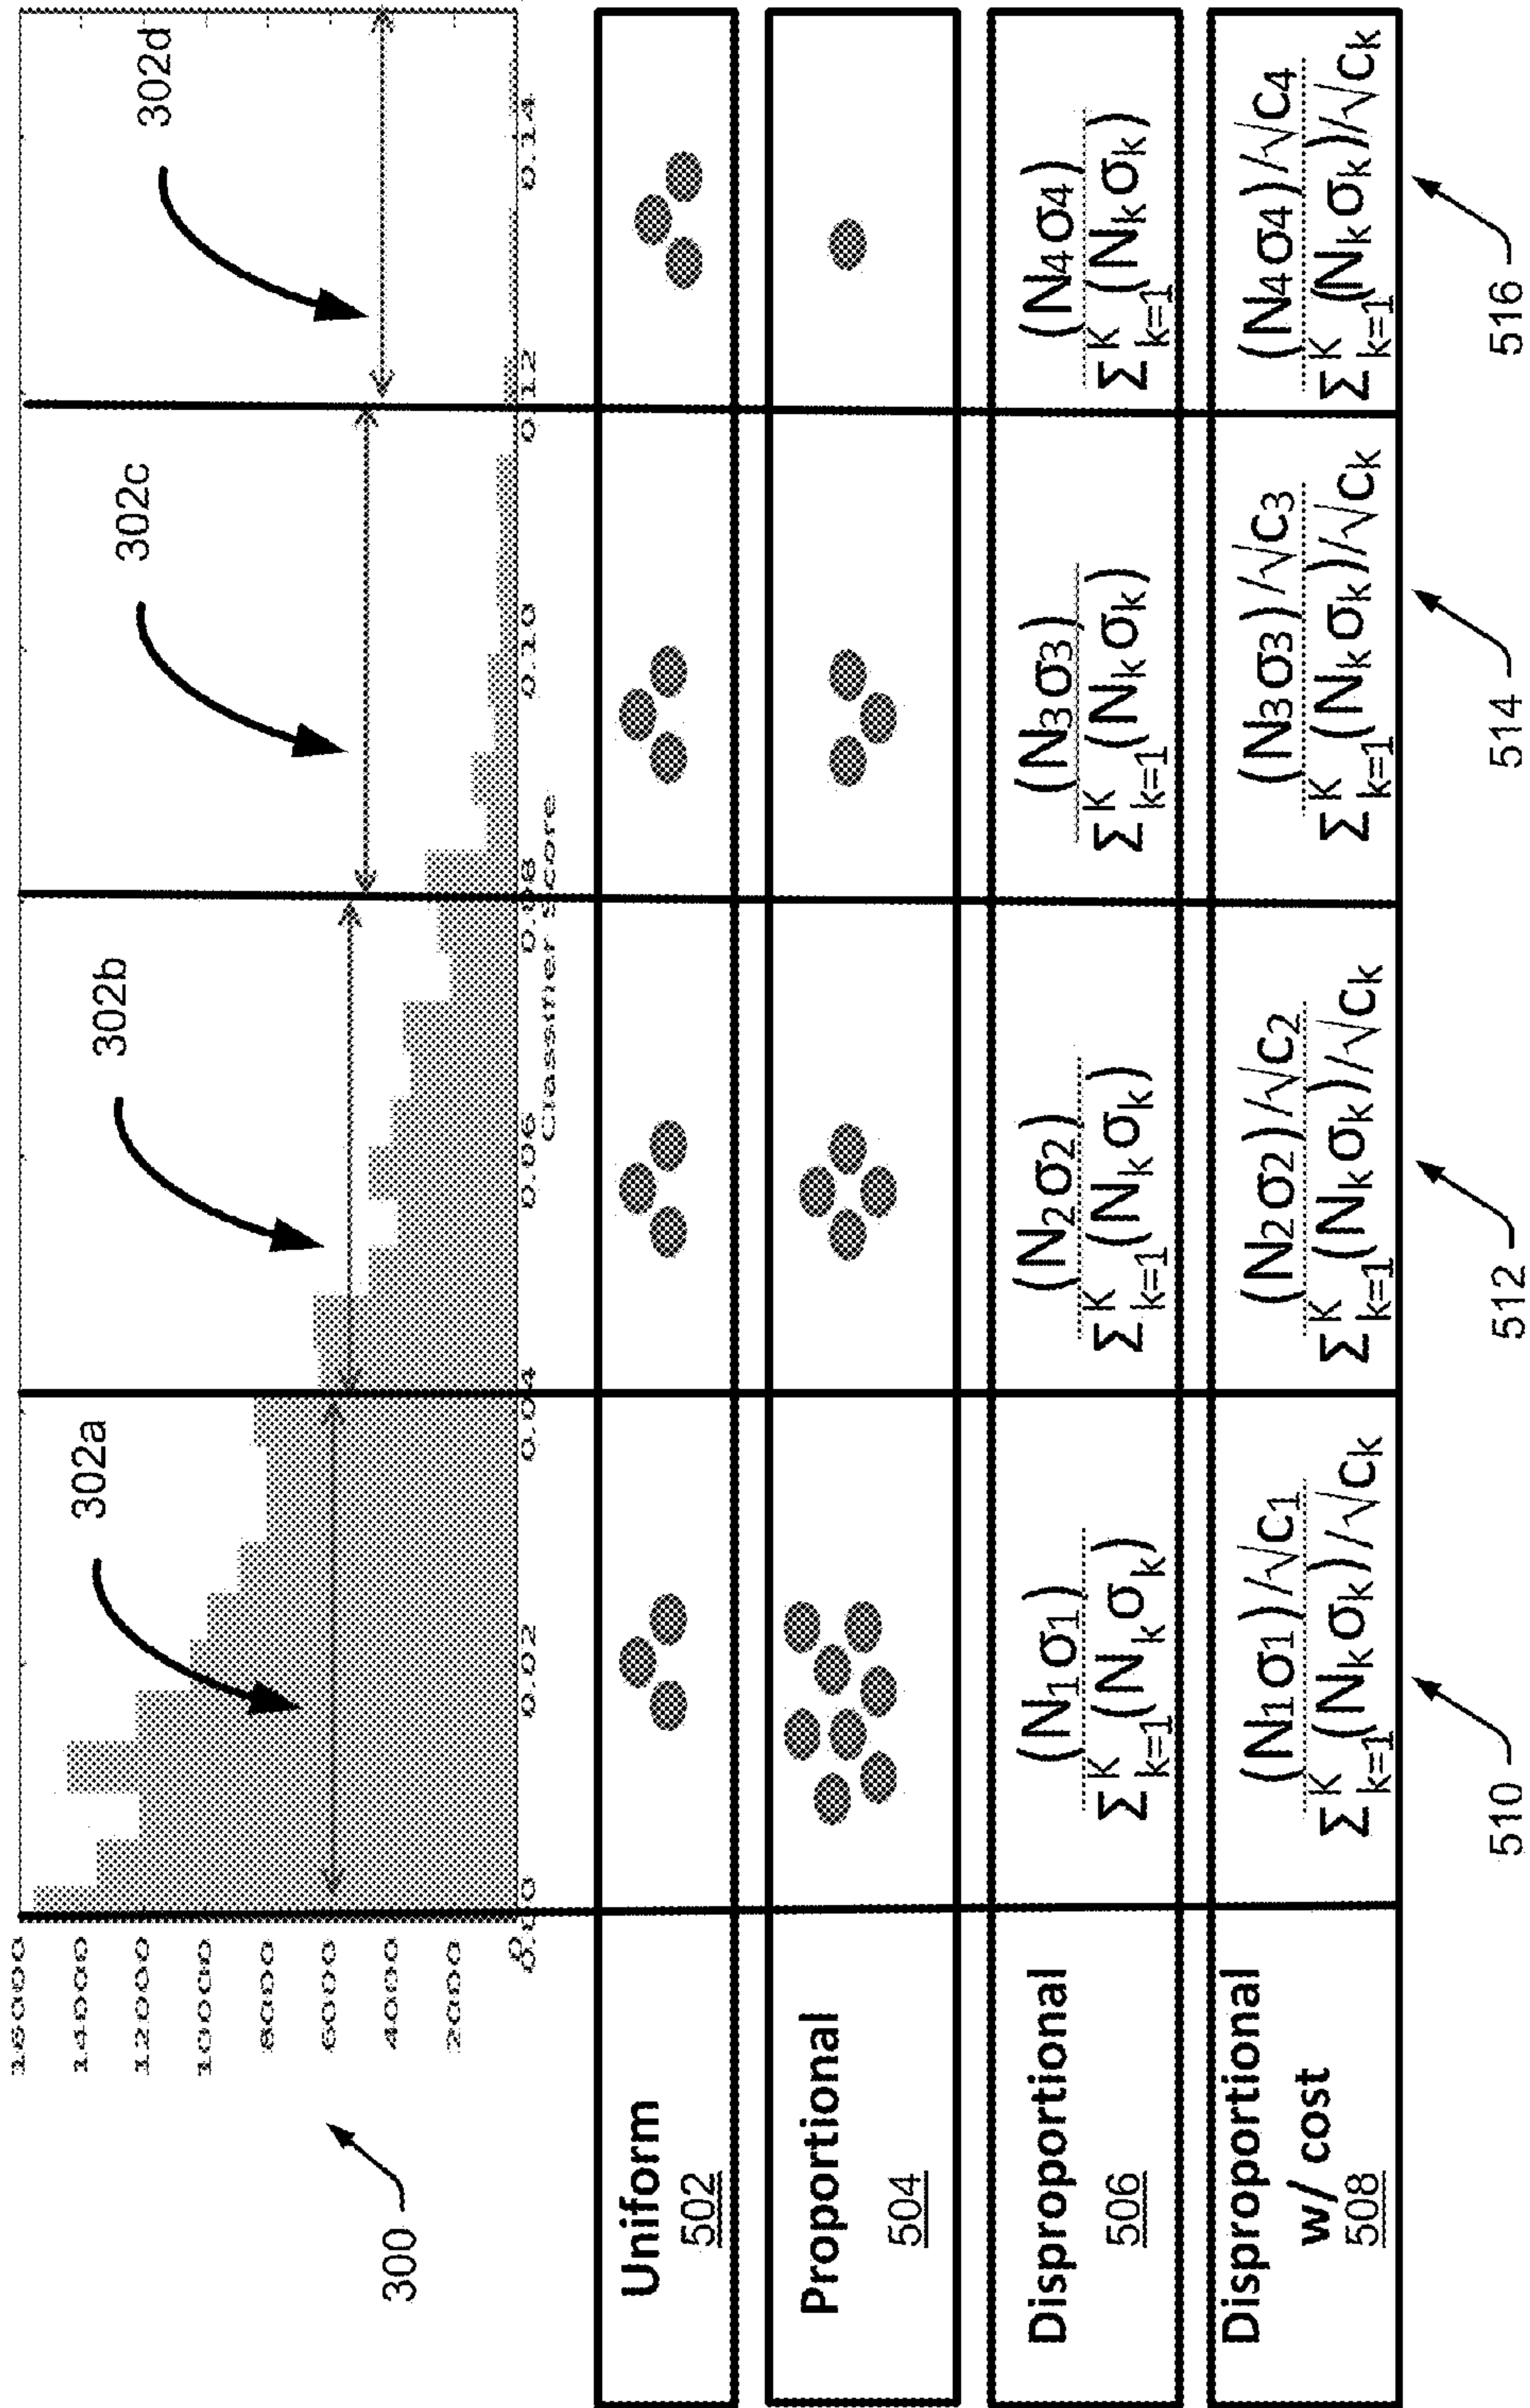 300
16000
14000
12000
10000
8000
6000
4000
2000
0
302a
302b
302c
302d
0.0
0.02
0.04
0.06
0.08
0.10
0.12
0.14
Classifier score
Uniform
502
Proportional
504
Disproportional
506
(N₁σ₁)
Σ K k=1 (Nₖσₖ)
(N₂σ₂)
Σ K k=1 (Nₖσₖ)
(N₃σ₃)
Σ K k=1 (Nₖσₖ)
(N₄σ₄)
Σ K k=1 (Nₖσₖ)
Disproportional
w/ cost
508
(N₁σ₁)/√c₁
Σ K k=1 (Nₖσₖ)/√cₖ
(N₂σ₂)/√c₂
Σ K k=1 (Nₖσₖ)/√cₖ
(N₃σ₃)/√c₃
Σ K k=1 (Nₖσₖ)/√cₖ
(N₄σ₄)/√c₄
Σ K k=1 (Nₖσₖ)/√cₖ
510
512
514
516